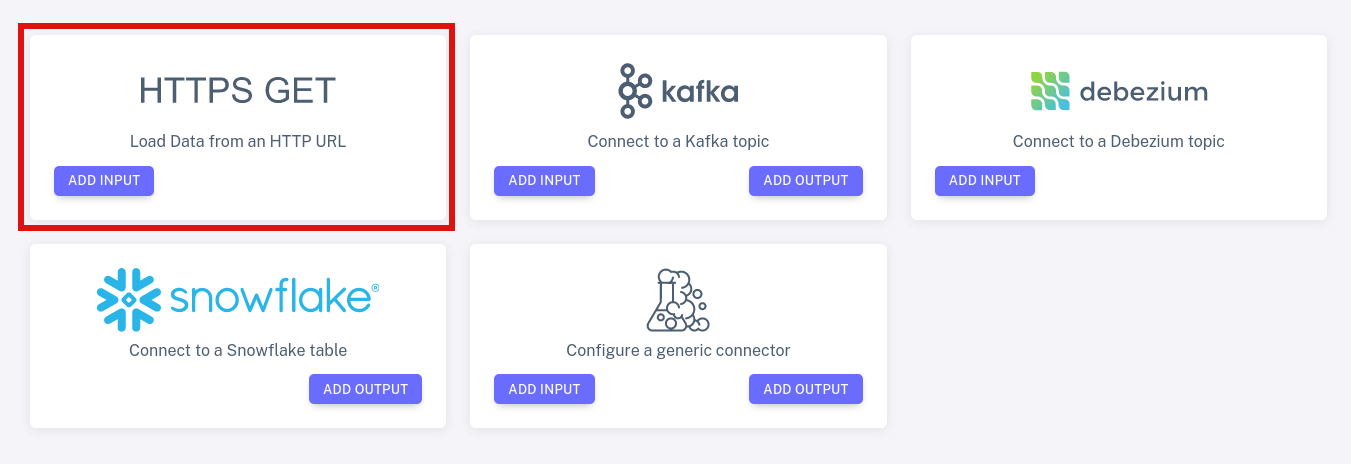 HTTPS GET
Load Data from an HTTP URL
ADD INPUT
kafka
Connect to a Kafka topic
ADD INPUT ADD OUTPUT
debezium
Connect to a Debezium topic
ADD INPUT
snowflake®
Connect to a Snowflake table
ADD OUTPUT
Configure a generic connector
ADD INPUT ADD OUTPUT